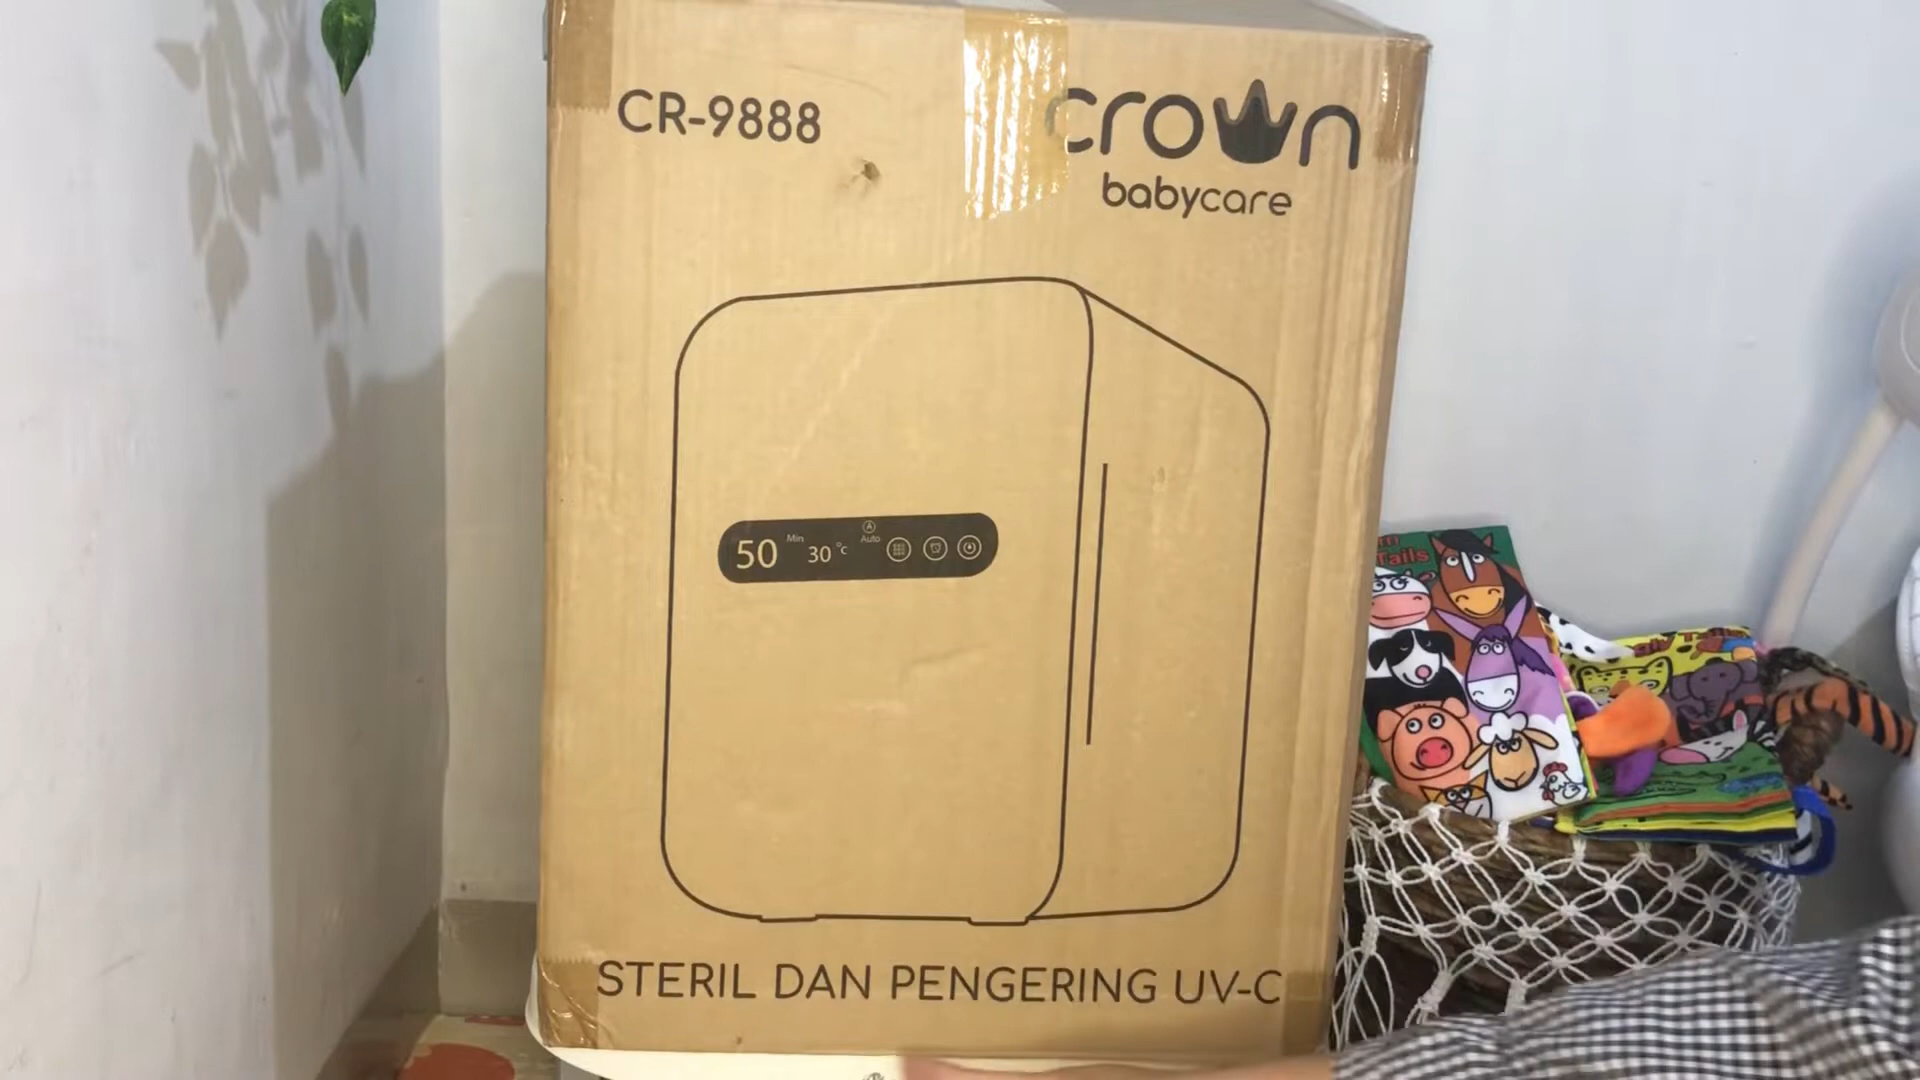 CR-9888
crown
babycare
50 Min 30 °C Auto
STERIL DAN PENGERING UV-C
Tails